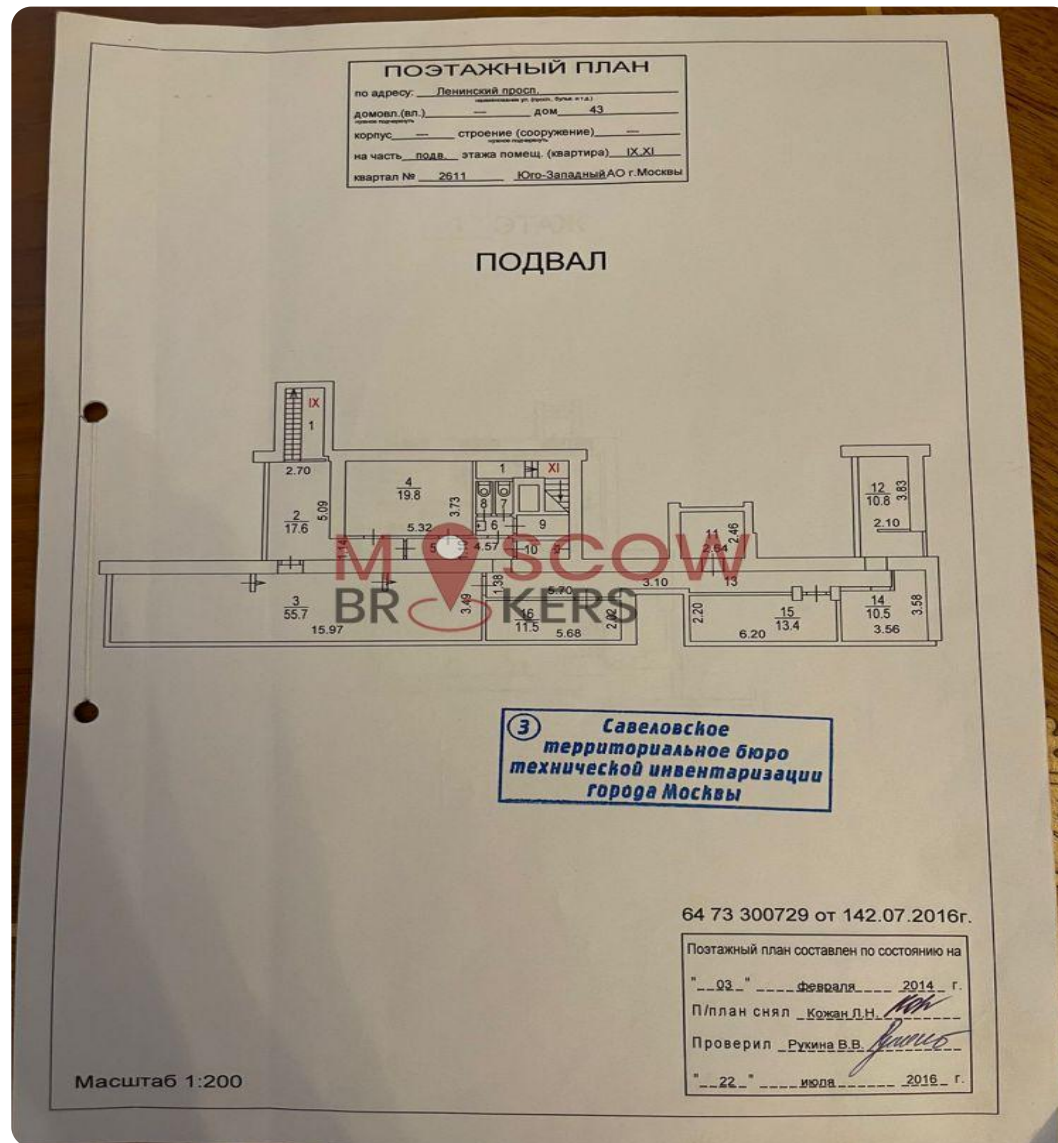 ПОЭТАЖНЫЙ ПЛАН
по адресу: Ленинский просп.
домовл.(вл.) — дом 43
корпус — строение (сооружение) —
на часть подв. этажа помещ. (квартира) IX,XI
квартал № 2611 Юго-Западный АО г.Москвы
ПОДВАЛ
IX
1
2.70
2
17.6
5.09
4
19.8
3.73
5.32
1.14
5
1
XI
8
7
6
9
4.57
10
11
2.46
2.64
12
10.8
3.83
2.10
3
55.7
3.49
15.97
1.38
5.70
3.10
13
16
11.5
2.02
5.68
2.20
15
13.4
6.20
14
10.5
3.58
3.56
MOSCOW
BROKERS
3
Савеловское
территориальное бюро
технической инвентаризации
города Москвы
64 73 300729 от 142.07.2016г.
Поэтажный план составлен по состоянию на
"03" февраля 2014 г.
П/план снял Кожан Л.Н.
Проверил Рукина В.В.
"22" июля 2016 г.
Масштаб 1:200